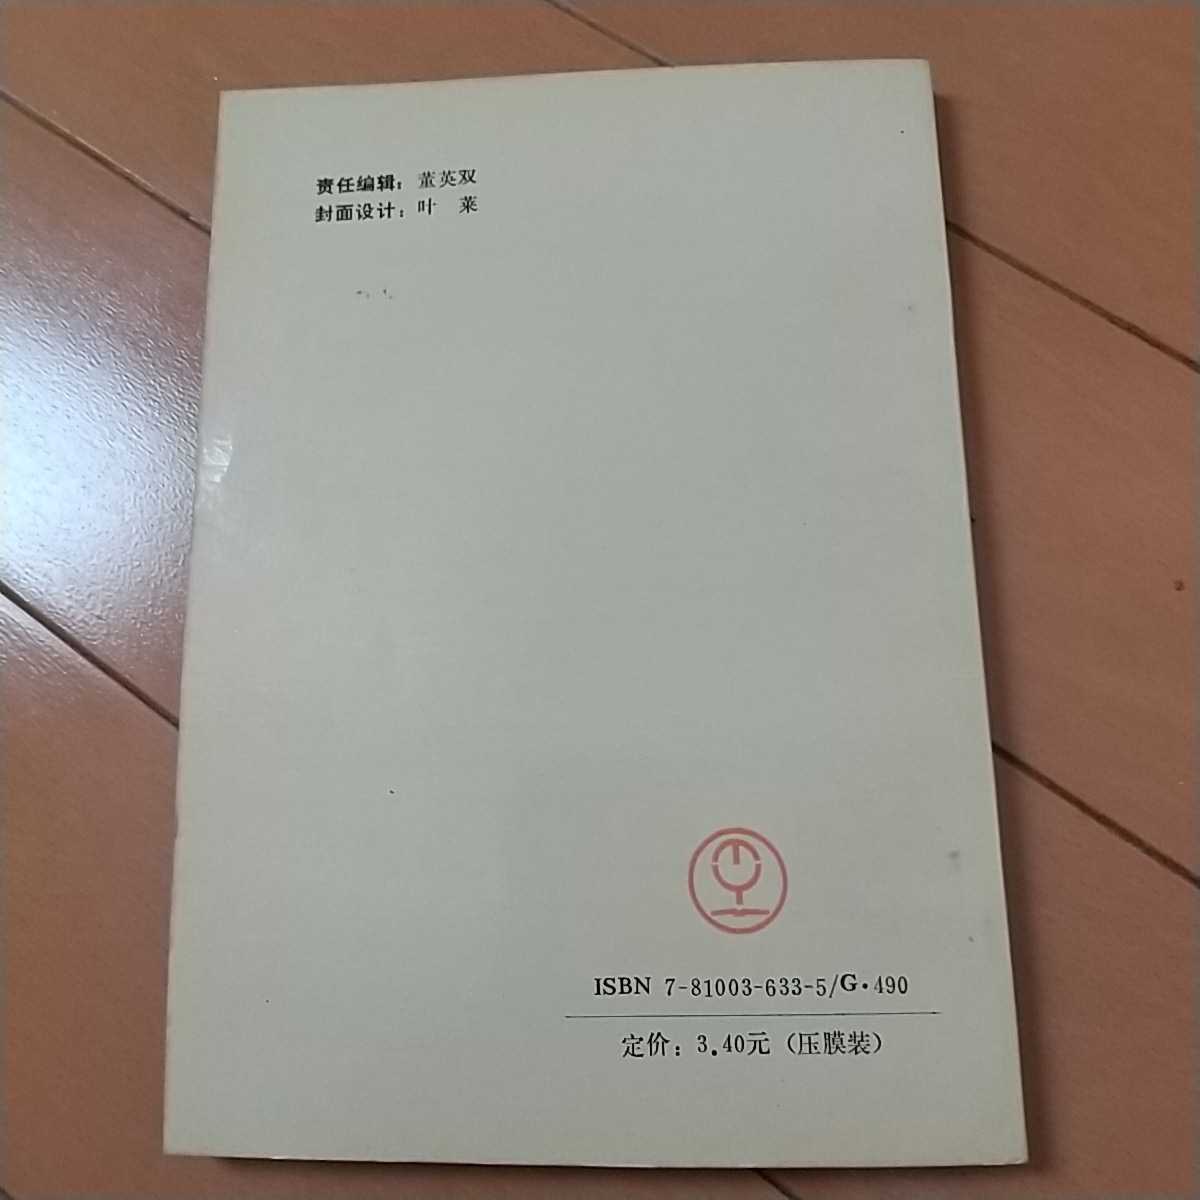 责任编辑：董英双
封面设计：叶　莱
ISBN 7-81003-633-5/G·490
定价：3.40元（压膜装）